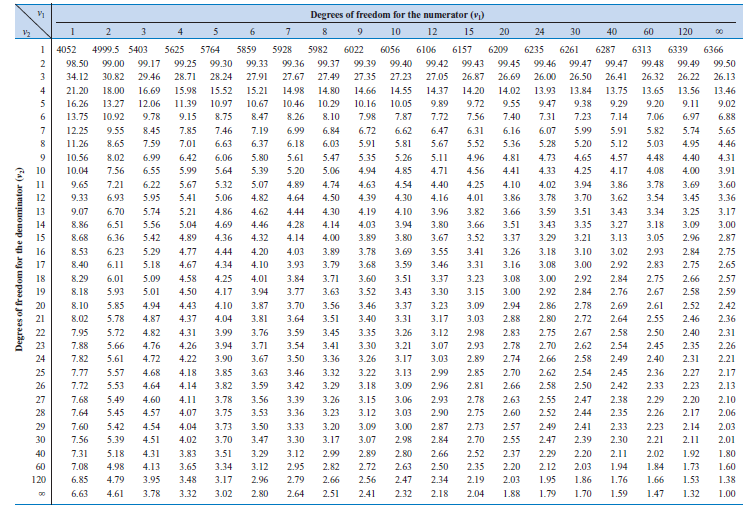 Degrees of freedom for the numerator (ν₁)
ν₁
ν₂ 1 2 3 4 5 6 7 8 9 10 12 15 20 24 30 40 60 120 ∞
1 4052 4999.5 5403 5625 5764 5859 5928 5982 6022 6056 6106 6157 6209 6235 6261 6287 6313 6339 6366
2 98.50 99.00 99.17 99.25 99.30 99.33 99.36 99.37 99.39 99.40 99.42 99.43 99.45 99.46 99.47 99.47 99.48 99.49 99.50
3 34.12 30.82 29.46 28.71 28.24 27.91 27.67 27.49 27.35 27.23 27.05 26.87 26.69 26.00 26.50 26.41 26.32 26.22 26.13
4 21.20 18.00 16.69 15.98 15.52 15.21 14.98 14.80 14.66 14.55 14.37 14.20 14.02 13.93 13.84 13.75 13.65 13.56 13.46
5 16.26 13.27 12.06 11.39 10.97 10.67 10.46 10.29 10.16 10.05 9.89 9.72 9.55 9.47 9.38 9.29 9.20 9.11 9.02
6 13.75 10.92 9.78 9.15 8.75 8.47 8.26 8.10 7.98 7.87 7.72 7.56 7.40 7.31 7.23 7.14 7.06 6.97 6.88
7 12.25 9.55 8.45 7.85 7.46 7.19 6.99 6.84 6.72 6.62 6.47 6.31 6.16 6.07 5.99 5.91 5.82 5.74 5.65
8 11.26 8.65 7.59 7.01 6.63 6.37 6.18 6.03 5.91 5.81 5.67 5.52 5.36 5.28 5.20 5.12 5.03 4.95 4.46
9 10.56 8.02 6.99 6.42 6.06 5.80 5.61 5.47 5.35 5.26 5.11 4.96 4.81 4.73 4.65 4.57 4.48 4.40 4.31
10 10.04 7.56 6.55 5.99 5.64 5.39 5.20 5.06 4.94 4.85 4.71 4.56 4.41 4.33 4.25 4.17 4.08 4.00 3.91
11 9.65 7.21 6.22 5.67 5.32 5.07 4.89 4.74 4.63 4.54 4.40 4.25 4.10 4.02 3.94 3.86 3.78 3.69 3.60
12 9.33 6.93 5.95 5.41 5.06 4.82 4.64 4.50 4.39 4.30 4.16 4.01 3.86 3.78 3.70 3.62 3.54 3.45 3.36
13 9.07 6.70 5.74 5.21 4.86 4.62 4.44 4.30 4.19 4.10 3.96 3.82 3.66 3.59 3.51 3.43 3.34 3.25 3.17
14 8.86 6.51 5.56 5.04 4.69 4.46 4.28 4.14 4.03 3.94 3.80 3.66 3.51 3.43 3.35 3.27 3.18 3.09 3.00
15 8.68 6.36 5.42 4.89 4.36 4.32 4.14 4.00 3.89 3.80 3.67 3.52 3.37 3.29 3.21 3.13 3.05 2.96 2.87
16 8.53 6.23 5.29 4.77 4.44 4.20 4.03 3.89 3.78 3.69 3.55 3.41 3.26 3.18 3.10 3.02 2.93 2.84 2.75
17 8.40 6.11 5.18 4.67 4.34 4.10 3.93 3.79 3.68 3.59 3.46 3.31 3.16 3.08 3.00 2.92 2.83 2.75 2.65
18 8.29 6.01 5.09 4.58 4.25 4.01 3.84 3.71 3.60 3.51 3.37 3.23 3.08 3.00 2.92 2.84 2.75 2.66 2.57
19 8.18 5.93 5.01 4.50 4.17 3.94 3.77 3.63 3.52 3.43 3.30 3.15 3.00 2.92 2.84 2.76 2.67 2.58 2.59
20 8.10 5.85 4.94 4.43 4.10 3.87 3.70 3.56 3.46 3.37 3.23 3.09 2.94 2.86 2.78 2.69 2.61 2.52 2.42
21 8.02 5.78 4.87 4.37 4.04 3.81 3.64 3.51 3.40 3.31 3.17 3.03 2.88 2.80 2.72 2.64 2.55 2.46 2.36
22 7.95 5.72 4.82 4.31 3.99 3.76 3.59 3.45 3.35 3.26 3.12 2.98 2.83 2.75 2.67 2.58 2.50 2.40 2.31
23 7.88 5.66 4.76 4.26 3.94 3.71 3.54 3.41 3.30 3.21 3.07 2.93 2.78 2.70 2.62 2.54 2.45 2.35 2.26
24 7.82 5.61 4.72 4.22 3.90 3.67 3.50 3.36 3.26 3.17 3.03 2.89 2.74 2.66 2.58 2.49 2.40 2.31 2.21
25 7.77 5.57 4.68 4.18 3.85 3.63 3.46 3.32 3.22 3.13 2.99 2.85 2.70 2.62 2.54 2.45 2.36 2.27 2.17
26 7.72 5.53 4.64 4.14 3.82 3.59 3.42 3.29 3.18 3.09 2.96 2.81 2.66 2.58 2.50 2.42 2.33 2.23 2.13
27 7.68 5.49 4.60 4.11 3.78 3.56 3.39 3.26 3.15 3.06 2.93 2.78 2.63 2.55 2.47 2.38 2.29 2.20 2.10
28 7.64 5.45 4.57 4.07 3.75 3.53 3.36 3.23 3.12 3.03 2.90 2.75 2.60 2.52 2.44 2.35 2.26 2.17 2.06
29 7.60 5.42 4.54 4.04 3.73 3.50 3.33 3.20 3.09 3.00 2.87 2.73 2.57 2.49 2.41 2.33 2.23 2.14 2.03
30 7.56 5.39 4.51 4.02 3.70 3.47 3.30 3.17 3.07 2.98 2.84 2.70 2.55 2.47 2.39 2.30 2.21 2.11 2.01
40 7.31 5.18 4.31 3.83 3.51 3.29 3.12 2.99 2.89 2.80 2.66 2.52 2.37 2.29 2.20 2.11 2.02 1.92 1.80
60 7.08 4.98 4.13 3.65 3.34 3.12 2.95 2.82 2.72 2.63 2.50 2.35 2.20 2.12 2.03 1.94 1.84 1.73 1.60
120 6.85 4.79 3.95 3.48 3.17 2.96 2.79 2.66 2.56 2.47 2.34 2.19 2.03 1.95 1.86 1.76 1.66 1.53 1.38
∞ 6.63 4.61 3.78 3.32 3.02 2.80 2.64 2.51 2.41 2.32 2.18 2.04 1.88 1.79 1.70 1.59 1.47 1.32 1.00
Degrees of freedom for the denominator (ν₂)